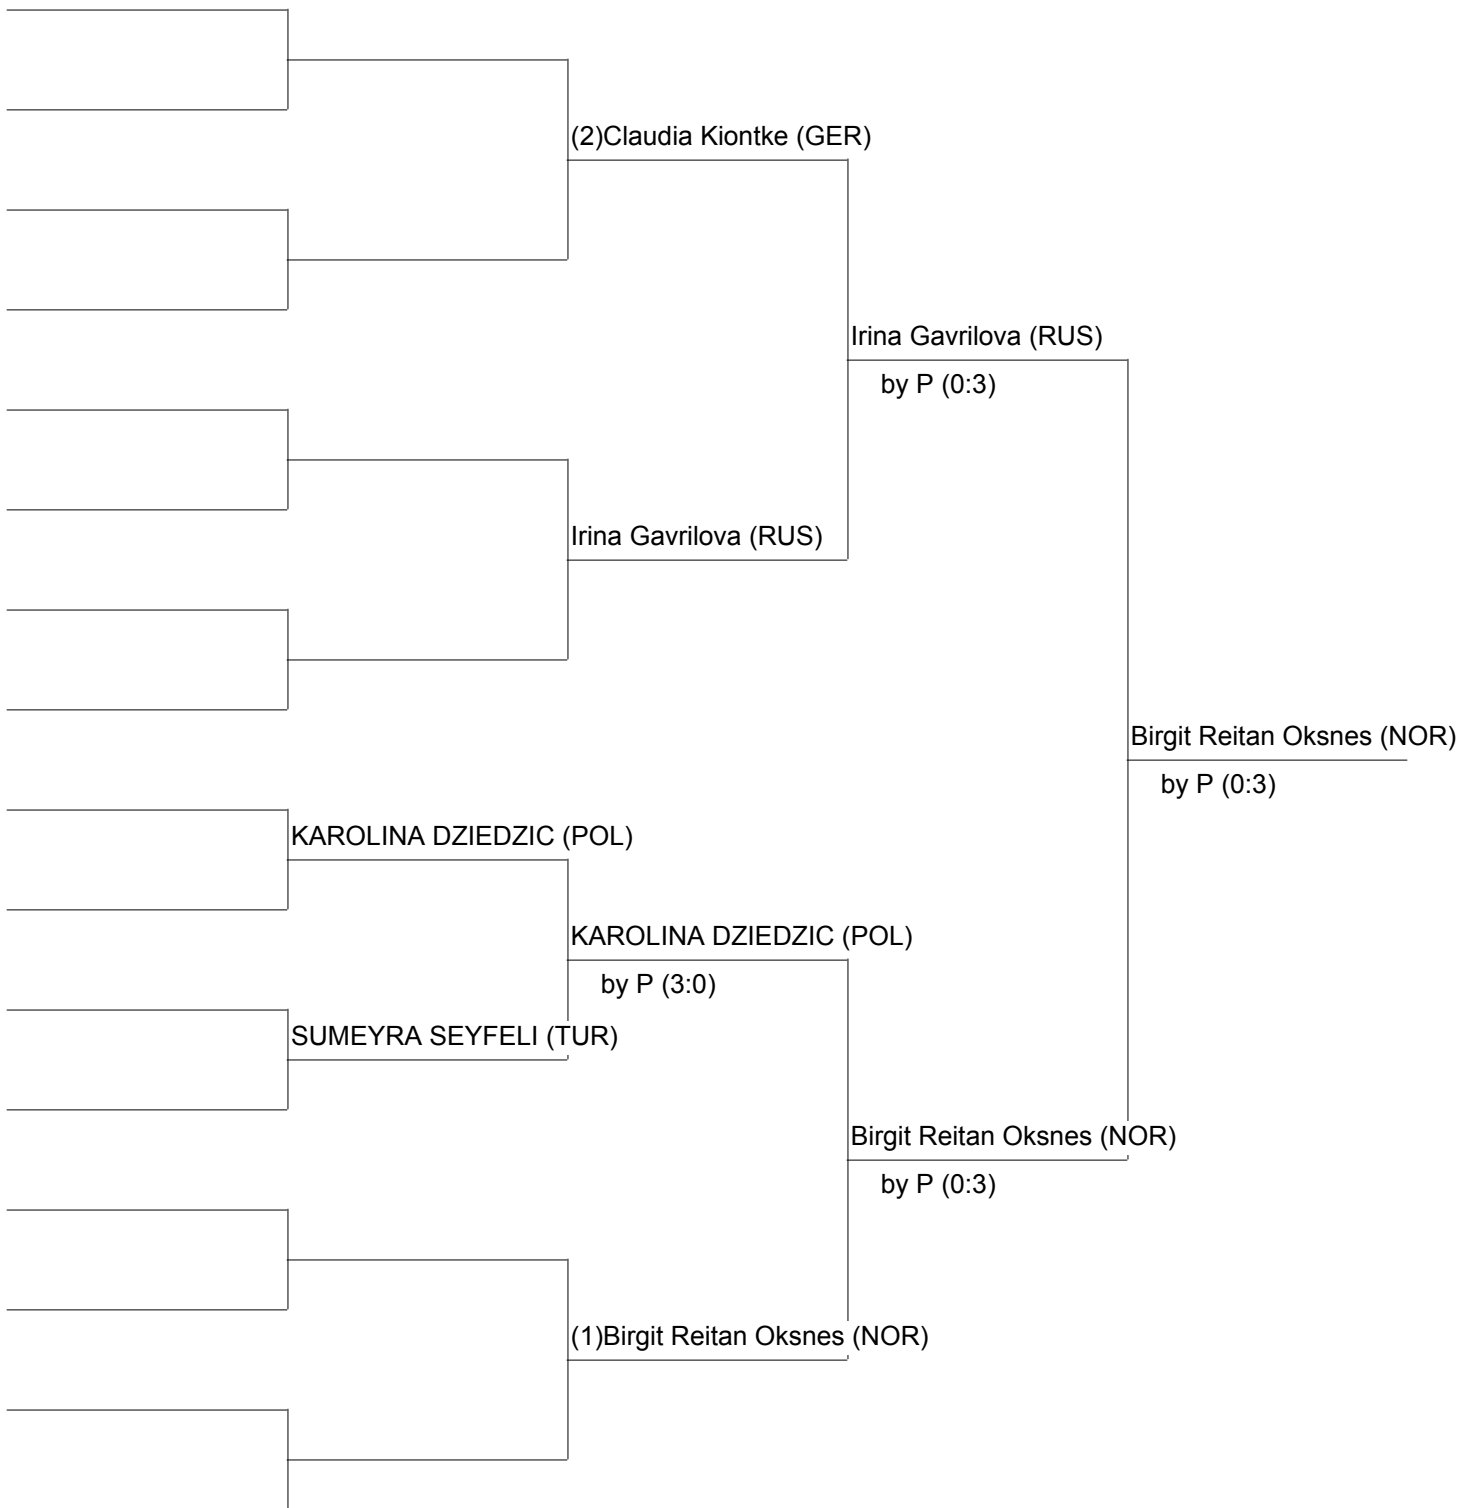 (2)Claudia Kiontke (GER)
Irina Gavrilova (RUS)
by P (0:3)
Irina Gavrilova (RUS)
Birgit Reitan Oksnes (NOR)
by P (0:3)
KAROLINA DZIEDZIC (POL)
KAROLINA DZIEDZIC (POL)
by P (3:0)
SUMEYRA SEYFELI (TUR)
Birgit Reitan Oksnes (NOR)
by P (0:3)
(1)Birgit Reitan Oksnes (NOR)